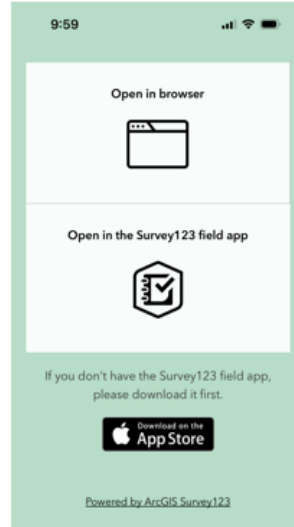 9:59
Open in browser
Open in the Survey123 field app
If you don't have the Survey123 field app,
please download it first.
Download on the
App Store
Powered by ArcGIS Survey123